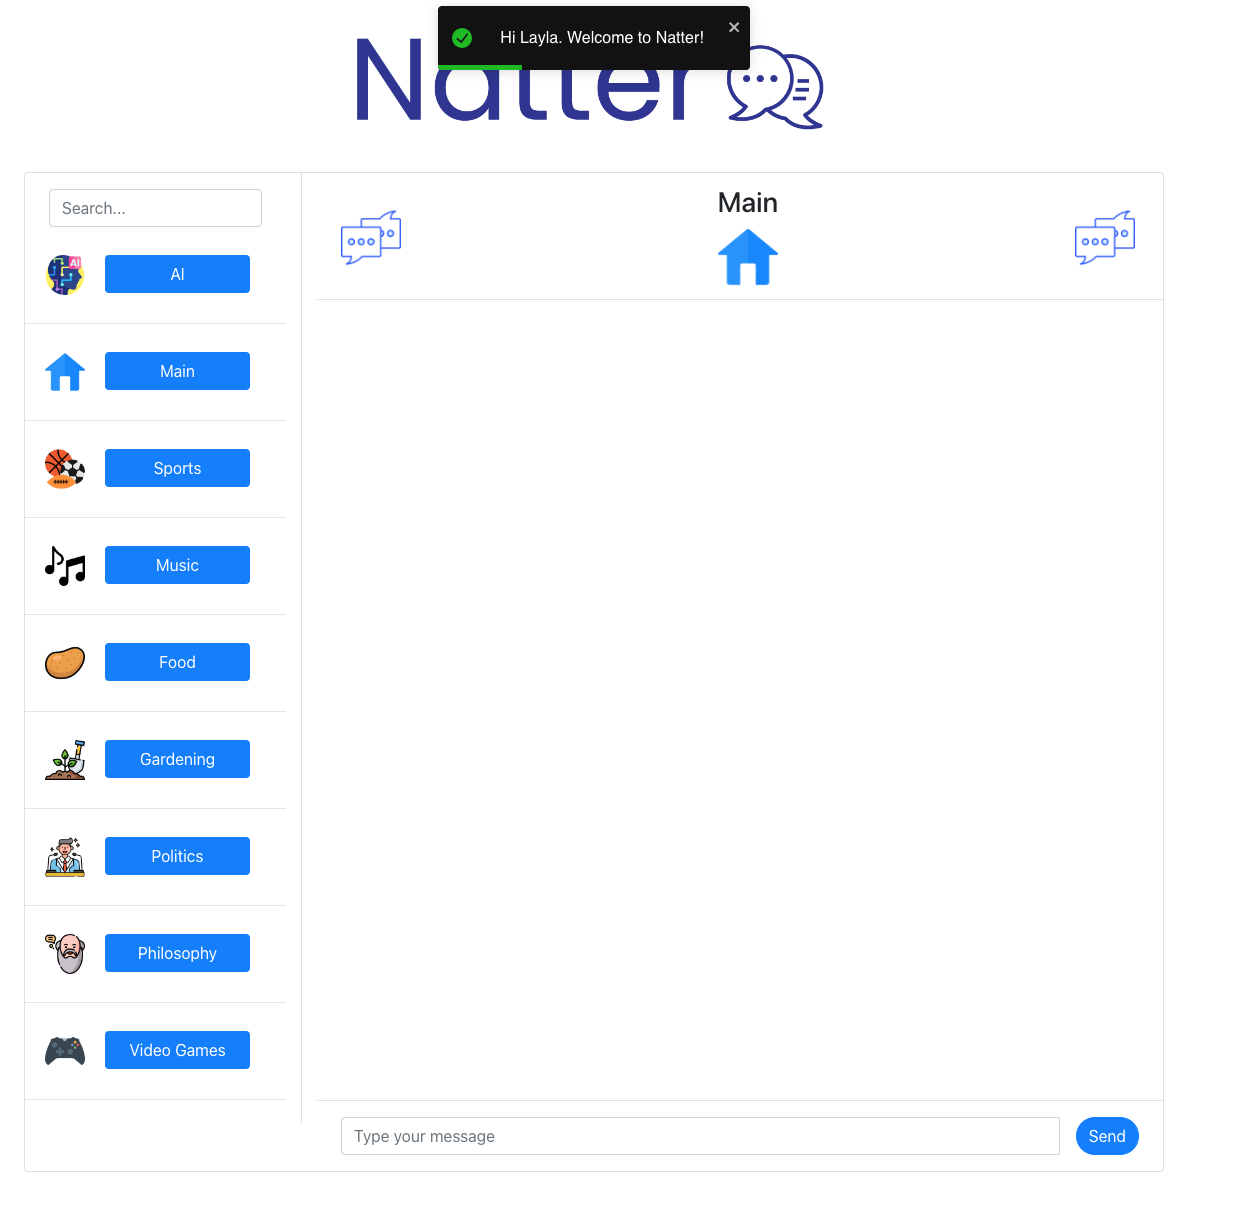 Hi Layla. Welcome to Natter!
Natter
Search...
AI
AI
Main
Sports
Music
Food
Gardening
Politics
Philosophy
Video Games
Main
Type your message
Send